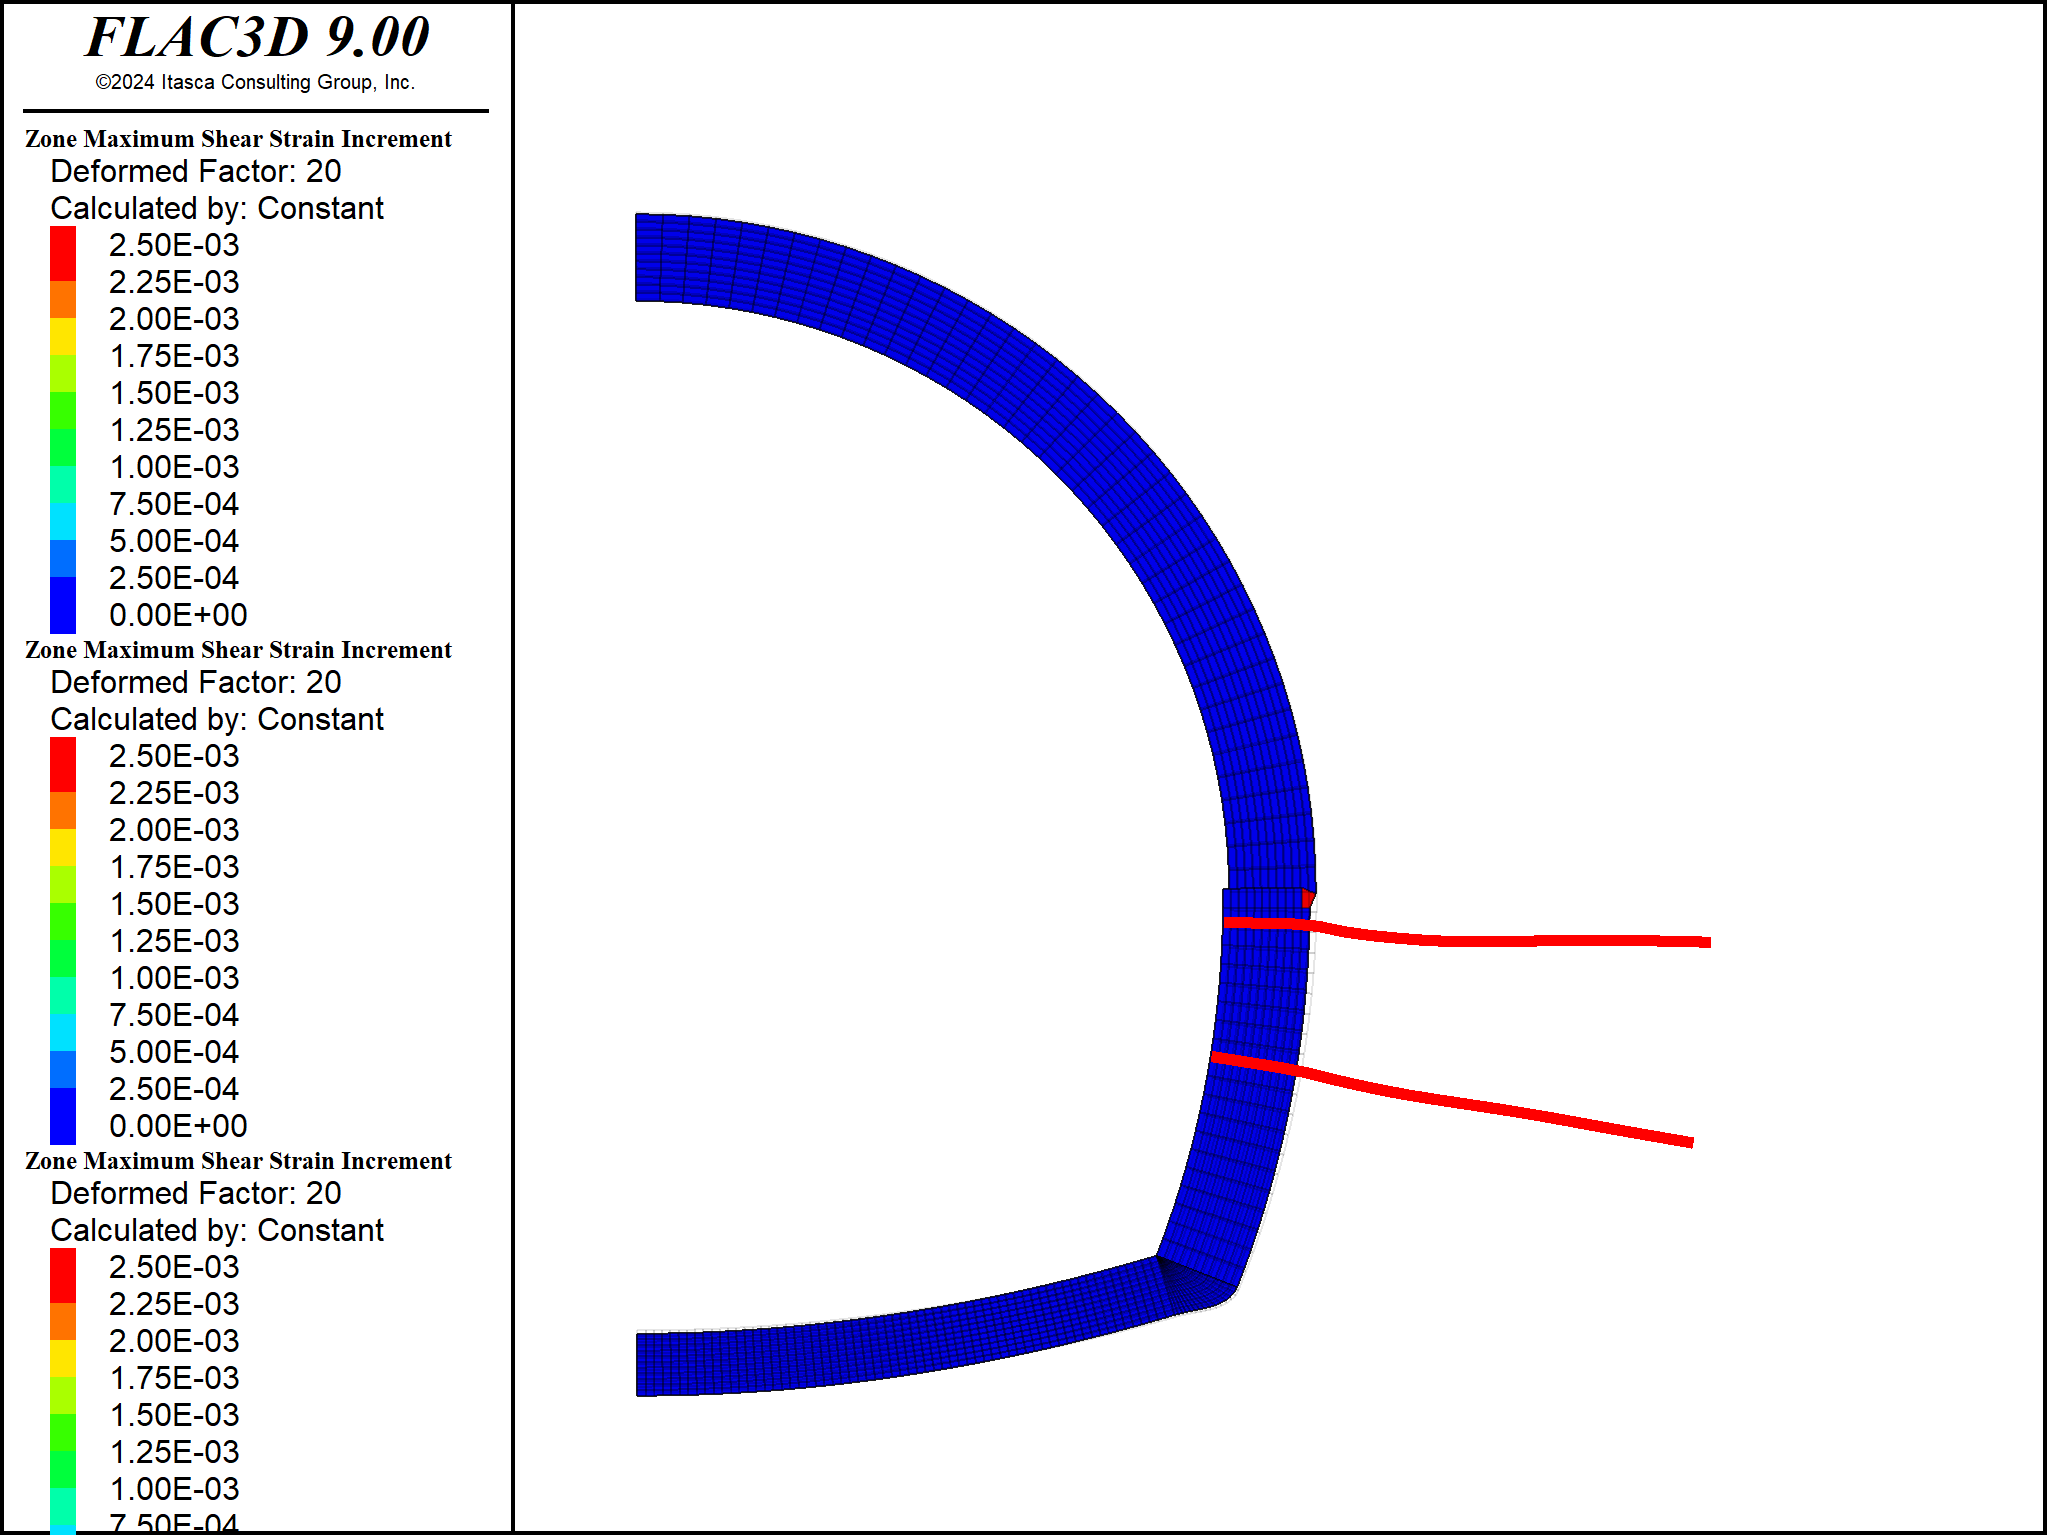 FLAC3D 9.00
©2024 Itasca Consulting Group, Inc.
Zone Maximum Shear Strain Increment
Deformed Factor: 20
Calculated by: Constant
2.50E-03
2.25E-03
2.00E-03
1.75E-03
1.50E-03
1.25E-03
1.00E-03
7.50E-04
5.00E-04
2.50E-04
0.00E+00
Zone Maximum Shear Strain Increment
Deformed Factor: 20
Calculated by: Constant
2.50E-03
2.25E-03
2.00E-03
1.75E-03
1.50E-03
1.25E-03
1.00E-03
7.50E-04
5.00E-04
2.50E-04
0.00E+00
Zone Maximum Shear Strain Increment
Deformed Factor: 20
Calculated by: Constant
2.50E-03
2.25E-03
2.00E-03
1.75E-03
1.50E-03
1.25E-03
1.00E-03
7.50E-04